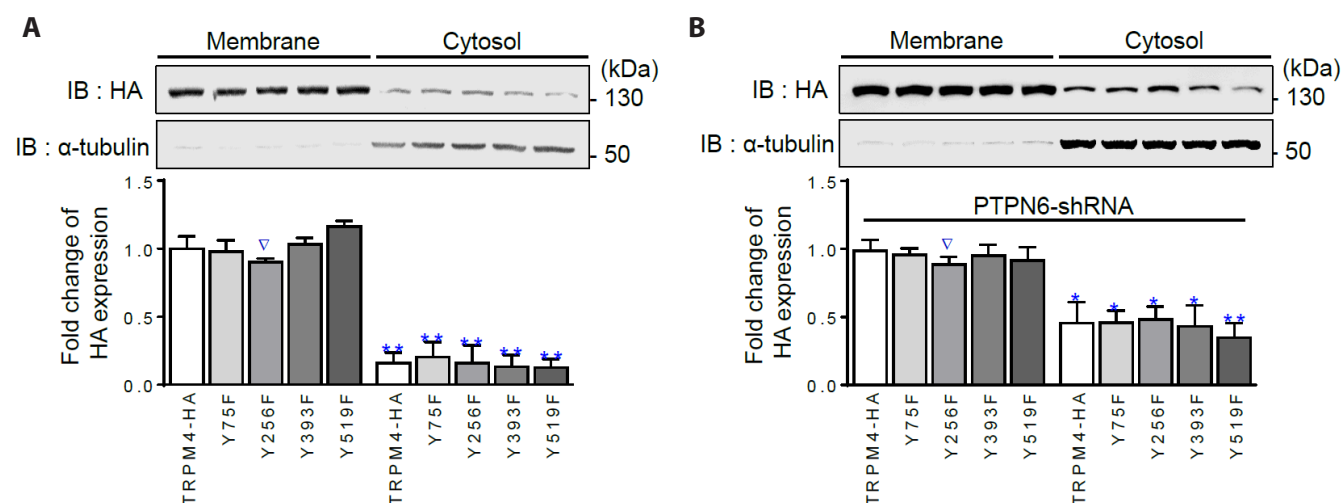 A
Membrane Cytosol
(kDa)
IB : HA
130
IB : α-tubulin
50
Fold change of
HA expression
1.5
1.0
0.5
0.0
∇
** ** ** ** **
TRPM4-HA
Y75F
Y256F
Y393F
Y519F
TRPM4-HA
Y75F
Y256F
Y393F
Y519F
B
Membrane Cytosol
(kDa)
IB : HA
130
IB : α-tubulin
50
Fold change of
HA expression
1.5
1.0
0.5
0.0
PTPN6-shRNA
∇
* * * * **
TRPM4-HA
Y75F
Y256F
Y393F
Y519F
TRPM4-HA
Y75F
Y256F
Y393F
Y519F